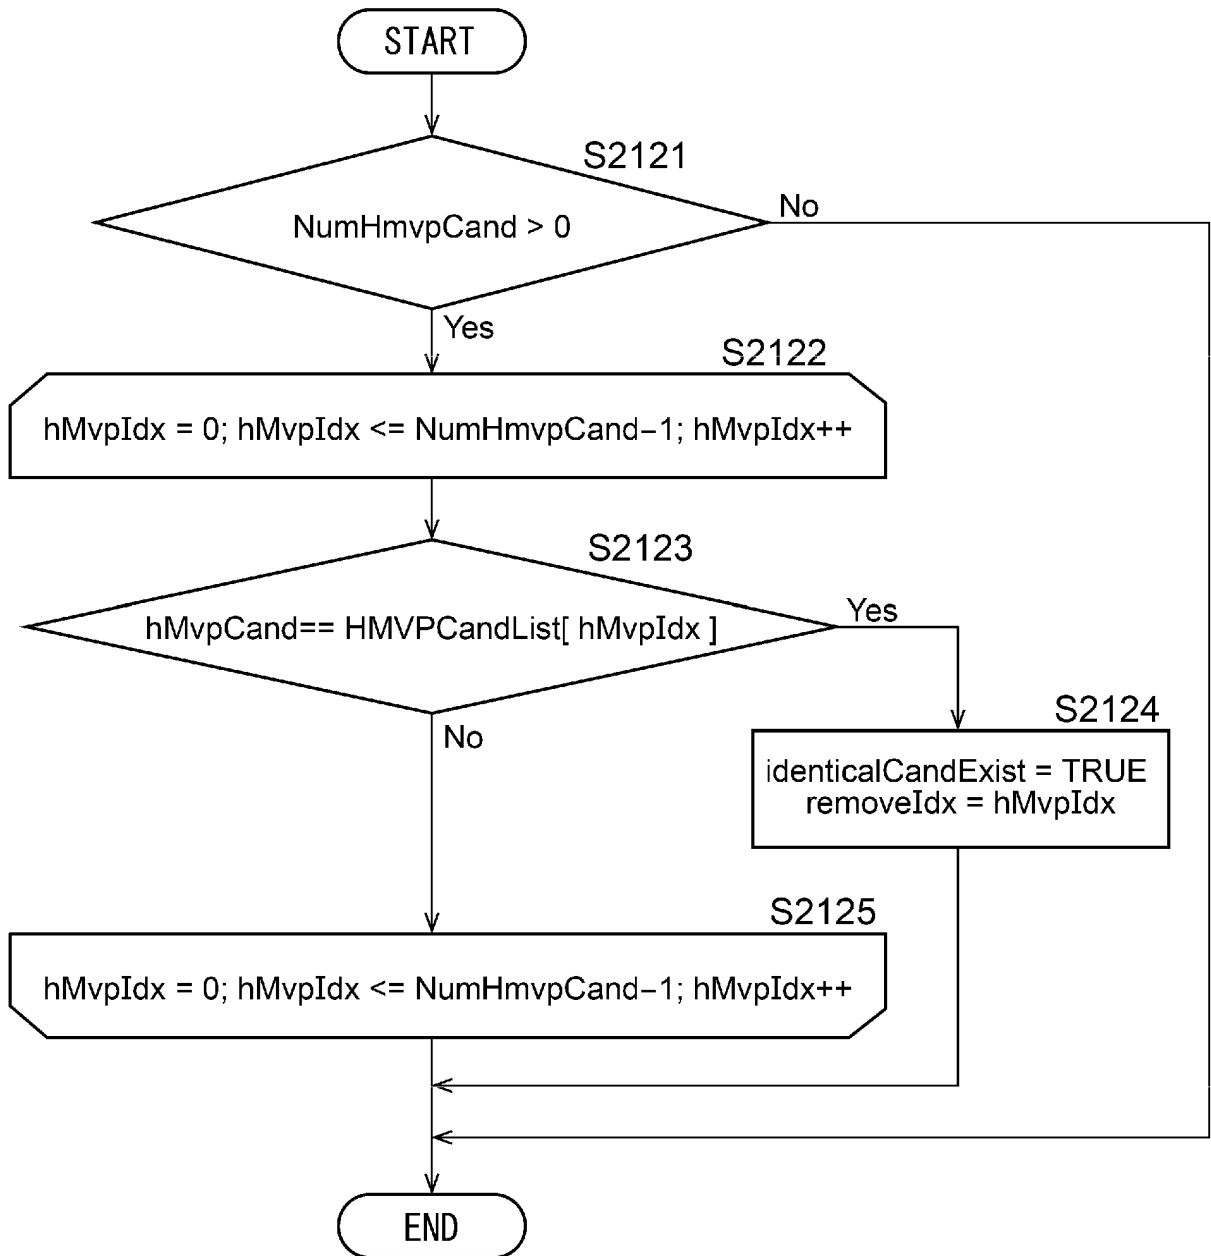 START
S2121
NumHmvpCand > 0
No
Yes
S2122
hMvpIdx = 0; hMvpIdx <= NumHmvpCand−1; hMvpIdx++
S2123
hMvpCand== HMVPCandList[ hMvpIdx ]
Yes
No
S2124
identicalCandExist = TRUE
removeIdx = hMvpIdx
S2125
hMvpIdx = 0; hMvpIdx <= NumHmvpCand−1; hMvpIdx++
END